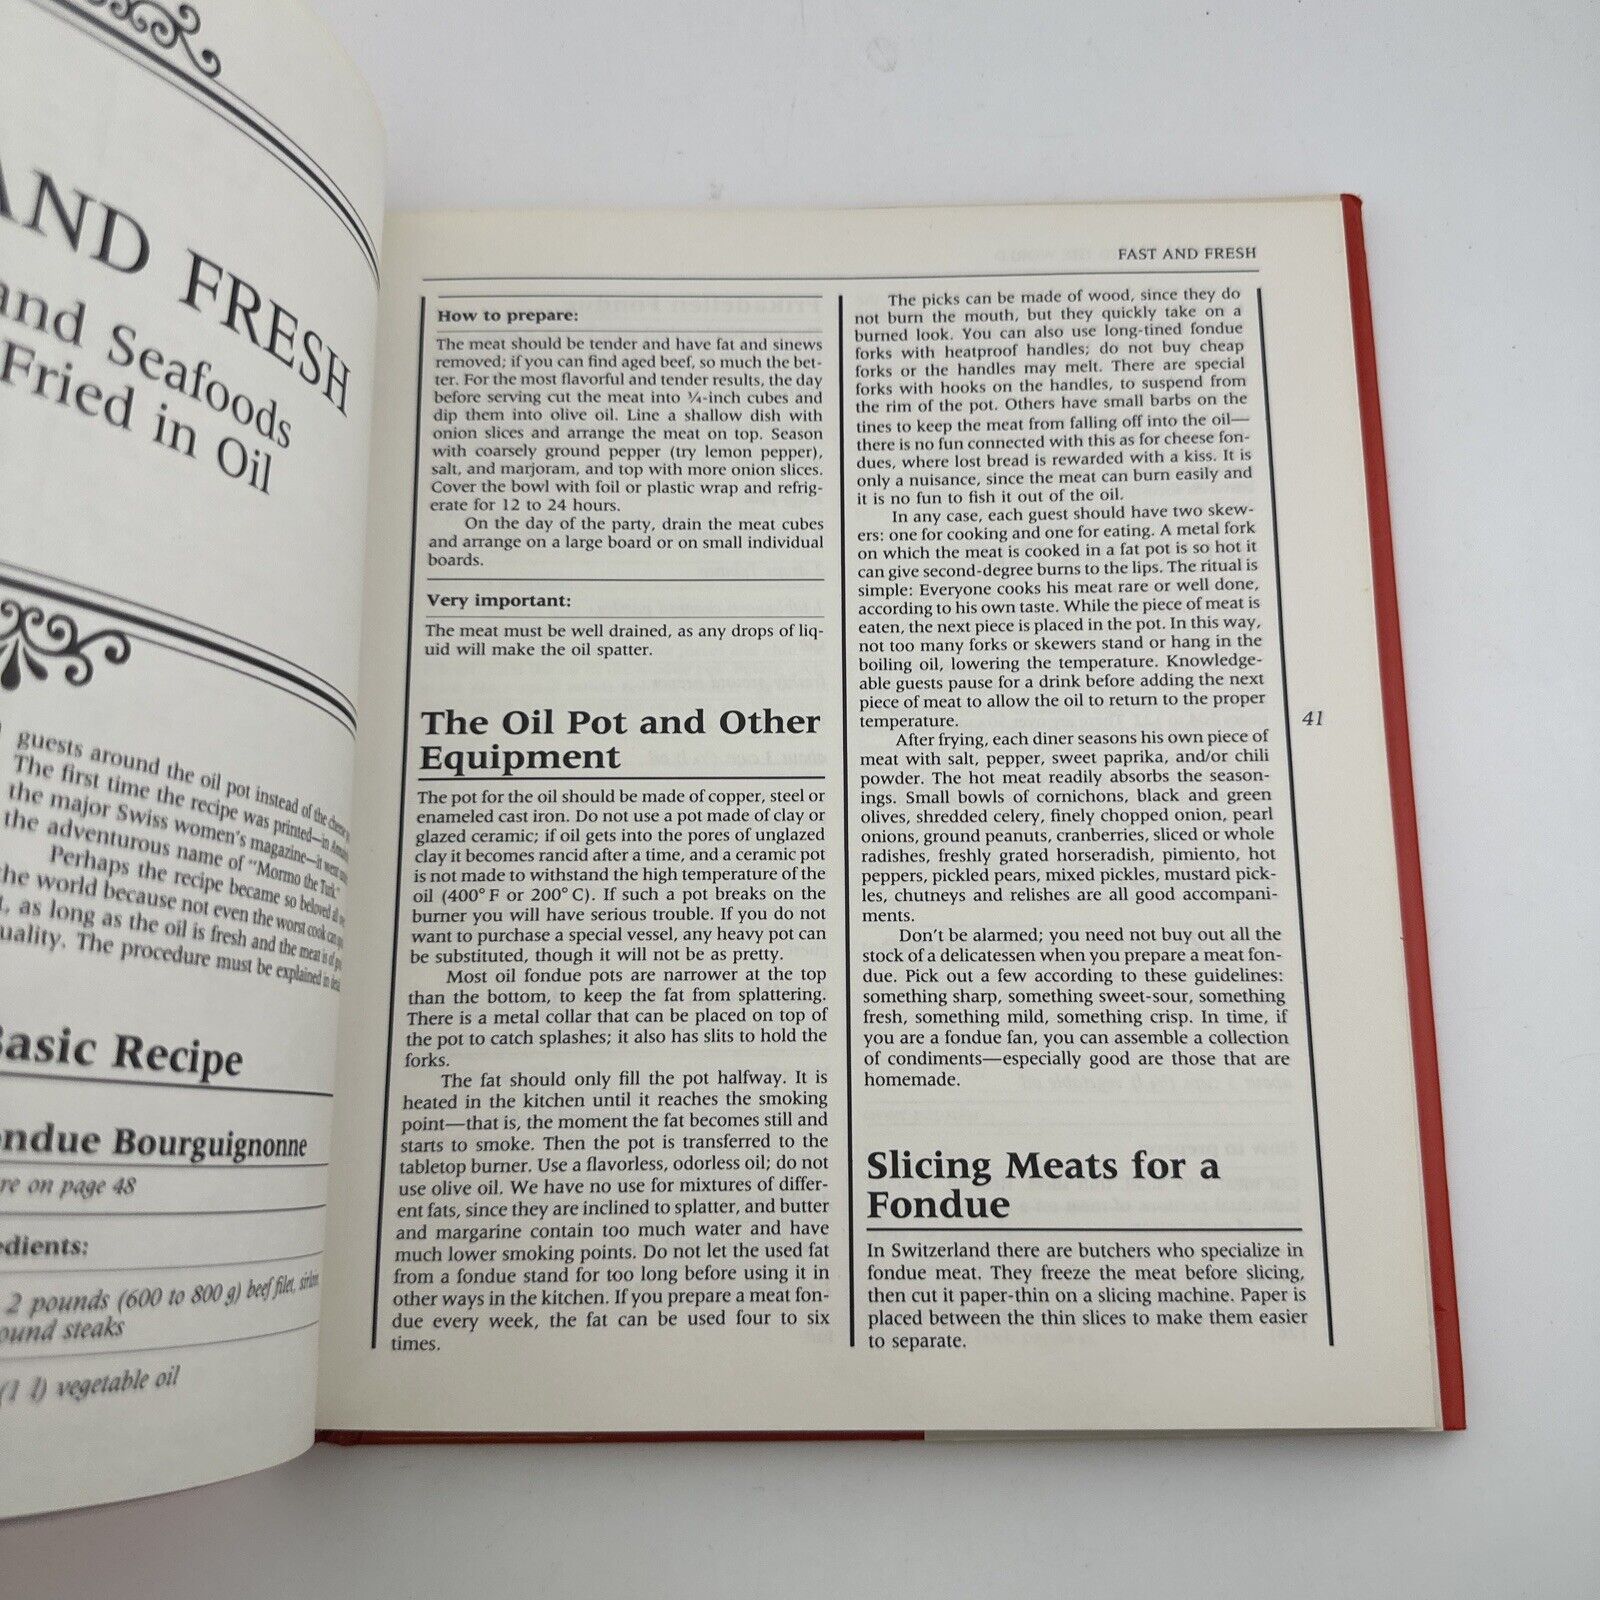 AND FRESH
and Seafoods
Fried in Oil
guests around the oil pot instead of the cheese
The first time the recipe was printed—in
the major Swiss women's magazine—it went
the adventurous name of "Mormo the Turk."
Perhaps the recipe became so beloved all
the world because not even the worst cook can
as long as the oil is fresh and the meat is of
The procedure must be explained in
Basic Recipe
Fondue Bourguignonne
on page 48
2 pounds (600 to 800 g) beef filet,
steaks
(1 l) vegetable oil
FAST AND FRESH
How to prepare:
The meat should be tender and have fat and sinews
removed; if you can find aged beef, so much the bet-
ter. For the most flavorful and tender results, the day
before serving cut the meat into ¼-inch cubes and
dip them into olive oil. Line a shallow dish with
onion slices and arrange the meat on top. Season
with coarsely ground pepper (try lemon pepper),
salt, and marjoram, and top with more onion slices.
Cover the bowl with foil or plastic wrap and refrig-
erate for 12 to 24 hours.
On the day of the party, drain the meat cubes
and arrange on a large board or on small individual
boards.
Very important:
The meat must be well drained, as any drops of liq-
uid will make the oil spatter.
The Oil Pot and Other
Equipment
The pot for the oil should be made of copper, steel or
enameled cast iron. Do not use a pot made of clay or
glazed ceramic; if oil gets into the pores of unglazed
clay it becomes rancid after a time, and a ceramic pot
is not made to withstand the high temperature of the
oil (400° F or 200° C). If such a pot breaks on the
burner you will have serious trouble. If you do not
want to purchase a special vessel, any heavy pot can
be substituted, though it will not be as pretty.
Most oil fondue pots are narrower at the top
than the bottom, to keep the fat from splattering.
There is a metal collar that can be placed on top of
the pot to catch splashes; it also has slits to hold the
forks.
The fat should only fill the pot halfway. It is
heated in the kitchen until it reaches the smoking
point—that is, the moment the fat becomes still and
starts to smoke. Then the pot is transferred to the
tabletop burner. Use a flavorless, odorless oil; do not
use olive oil. We have no use for mixtures of differ-
ent fats, since they are inclined to splatter, and butter
and margarine contain too much water and have
much lower smoking points. Do not let the used fat
from a fondue stand for too long before using it in
other ways in the kitchen. If you prepare a meat fon-
due every week, the fat can be used four to six
times.
The picks can be made of wood, since they do
not burn the mouth, but they quickly take on a
burned look. You can also use long-tined fondue
forks with heatproof handles; do not buy cheap
forks or the handles may melt. There are special
forks with hooks on the handles, to suspend from
the rim of the pot. Others have small barbs on the
tines to keep the meat from falling off into the oil—
there is no fun connected with this as for cheese fon-
dues, where lost bread is rewarded with a kiss. It is
only a nuisance, since the meat can burn easily and
it is no fun to fish it out of the oil.
In any case, each guest should have two skew-
ers: one for cooking and one for eating. A metal fork
on which the meat is cooked in a fat pot is so hot it
can give second-degree burns to the lips. The ritual is
simple: Everyone cooks his meat rare or well done,
according to his own taste. While the piece of meat is
eaten, the next piece is placed in the pot. In this way,
not too many forks or skewers stand or hang in the
boiling oil, lowering the temperature. Knowledge-
able guests pause for a drink before adding the next
piece of meat to allow the oil to return to the proper
temperature.
After frying, each diner seasons his own piece of
meat with salt, pepper, sweet paprika, and/or chili
powder. The hot meat readily absorbs the season-
ings. Small bowls of cornichons, black and green
olives, shredded celery, finely chopped onion, pearl
onions, ground peanuts, cranberries, sliced or whole
radishes, freshly grated horseradish, pimiento, hot
peppers, pickled pears, mixed pickles, mustard pick-
les, chutneys and relishes are all good accompani-
ments.
Don't be alarmed; you need not buy out all the
stock of a delicatessen when you prepare a meat fon-
due. Pick out a few according to these guidelines:
something sharp, something sweet-sour, something
fresh, something mild, something crisp. In time, if
you are a fondue fan, you can assemble a collection
of condiments—especially good are those that are
homemade.
Slicing Meats for a
Fondue
In Switzerland there are butchers who specialize in
fondue meat. They freeze the meat before slicing,
then cut it paper-thin on a slicing machine. Paper is
placed between the thin slices to make them easier
to separate.
41